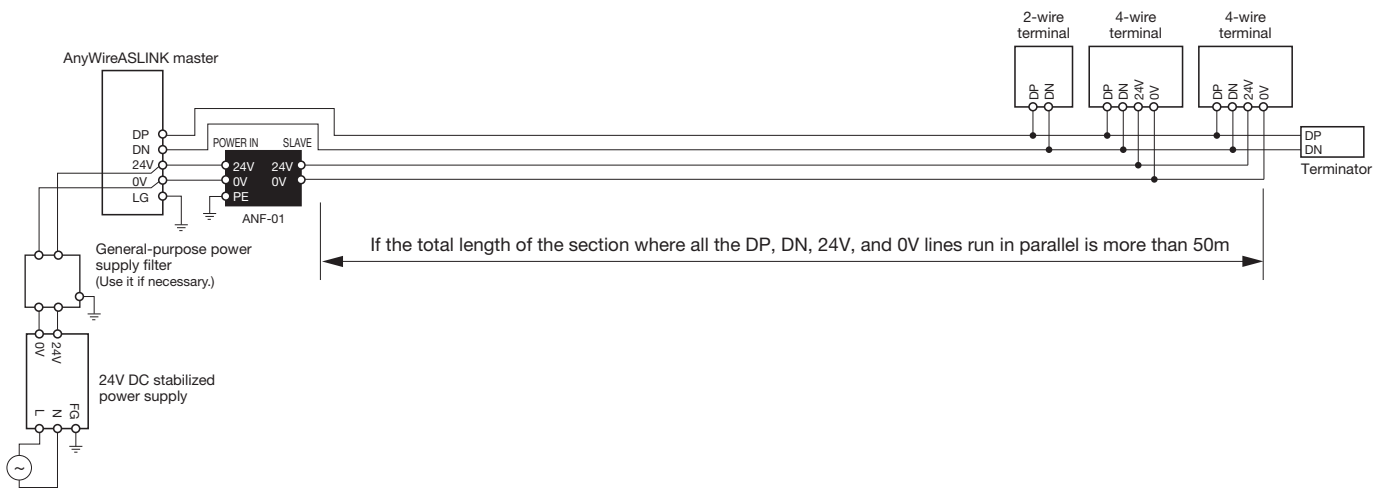 2-wire
terminal
4-wire
terminal
4-wire
terminal
AnyWireASLINK master
DP
DN
24V
0V
DP
DN
24V
0V
DP
DN
DP
DN
24V
0V
LG
POWER IN
SLAVE
24V
0V
PE
24V
0V
ANF-01
DP
DN
Terminator
If the total length of the section where all the DP, DN, 24V, and 0V lines run in parallel is more than 50m
General-purpose power
supply filter
(Use it if necessary.)
0V
24V
24V DC stabilized
power supply
L
N
FG
~